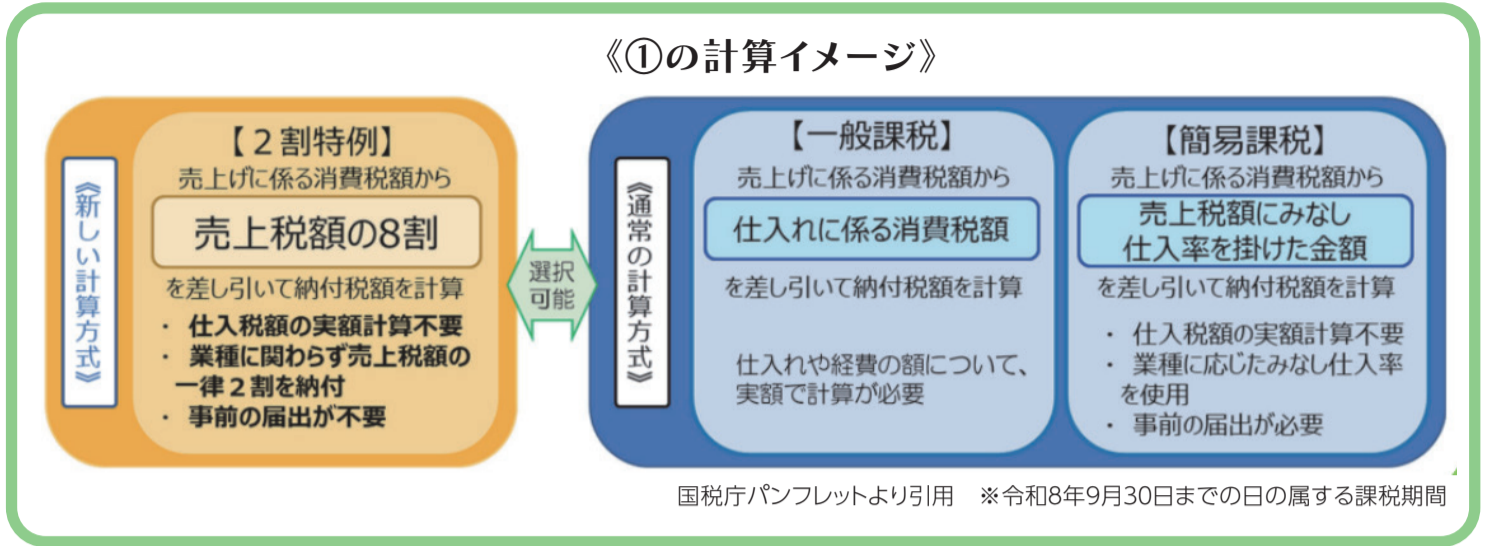 《①の計算イメージ》
《新しい計算方式》
【2割特例】
売上げに係る消費税額から
売上税額の8割
を差し引いて納付税額を計算
・ 仕入税額の実額計算不要
・ 業種に関わらず売上税額の
一律2割を納付
・ 事前の届出が不要
選択
可能
《通常の計算方式》
【一般課税】
売上げに係る消費税額から
仕入れに係る消費税額
を差し引いて納付税額を計算
仕入れや経費の額について、
実額で計算が必要
【簡易課税】
売上げに係る消費税額から
売上税額にみなし
仕入率を掛けた金額
を差し引いて納付税額を計算
・ 仕入税額の実額計算不要
・ 業種に応じたみなし仕入率
を使用
・ 事前の届出が必要
国税庁パンフレットより引用　※令和8年9月30日までの日の属する課税期間